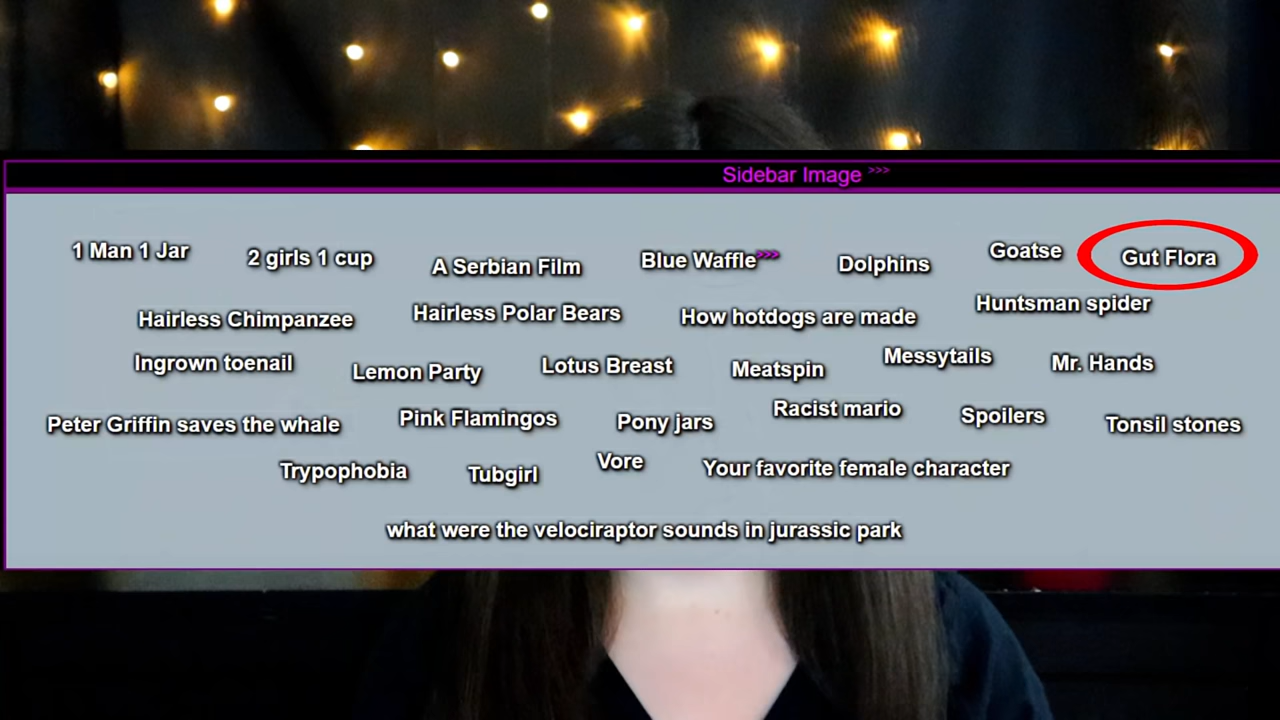 Sidebar Image >>>
1 Man 1 Jar 2 girls 1 cup A Serbian Film Blue Waffle>>> Dolphins Goatse Gut Flora
Hairless Chimpanzee Hairless Polar Bears How hotdogs are made Huntsman spider
Ingrown toenail Lemon Party Lotus Breast Meatspin Messytails Mr. Hands
Peter Griffin saves the whale Pink Flamingos Pony jars Racist mario Spoilers Tonsil stones
Trypophobia Tubgirl Vore Your favorite female character
what were the velociraptor sounds in jurassic park